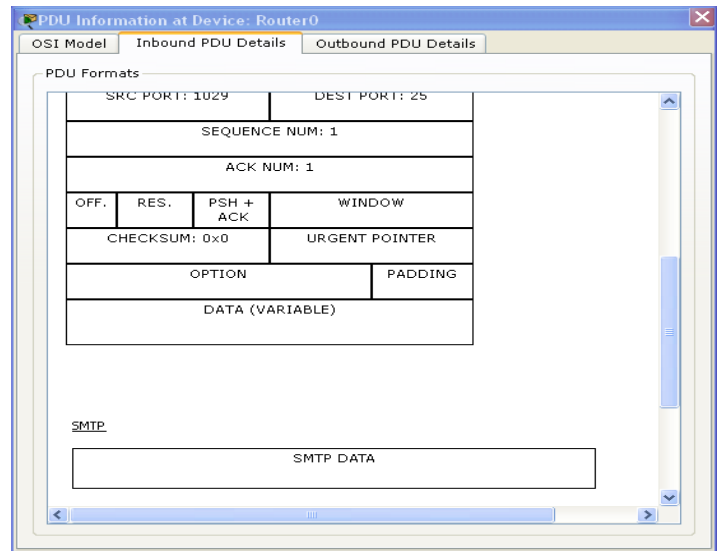 PDU Information at Device: Router0
OSI Model Inbound PDU Details Outbound PDU Details
PDU Formats
SRC PORT: 1029 DEST PORT: 25
SEQUENCE NUM: 1
ACK NUM: 1
OFF. RES. PSH + ACK WINDOW
CHECKSUM: 0x0 URGENT POINTER
OPTION PADDING
DATA (VARIABLE)
SMTP
SMTP DATA